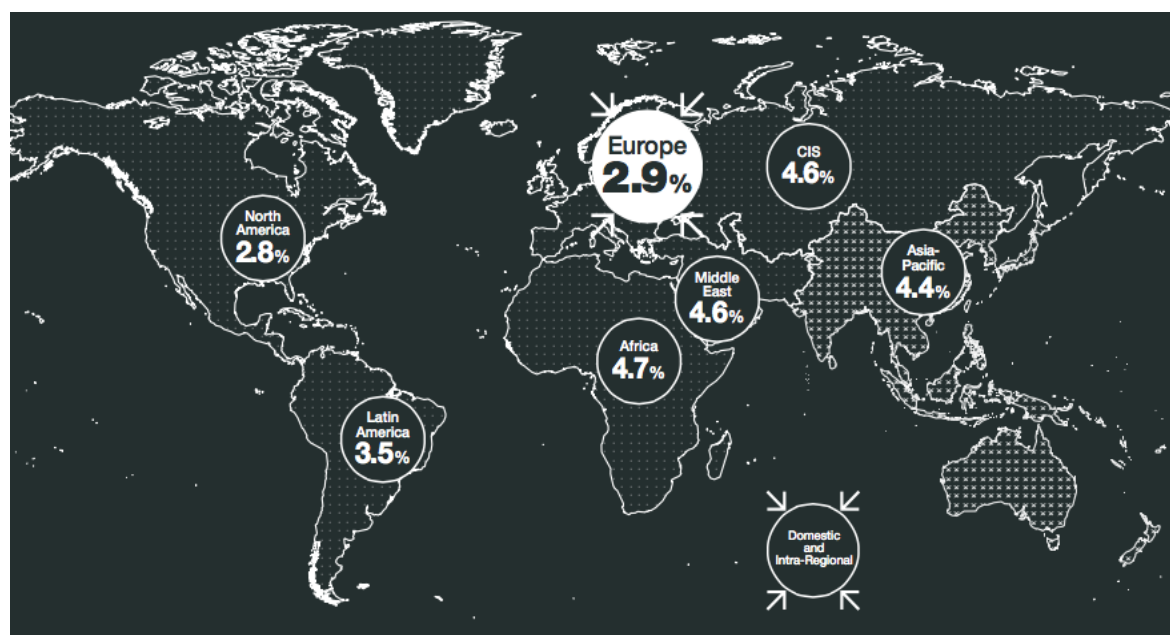 Europe
2.9%
CIS
4.6%
North
America
2.8%
Asia-
Pacific
4.4%
Middle
East
4.6%
Africa
4.7%
Latin
America
3.5%
Domestic
and
Intra-Regional